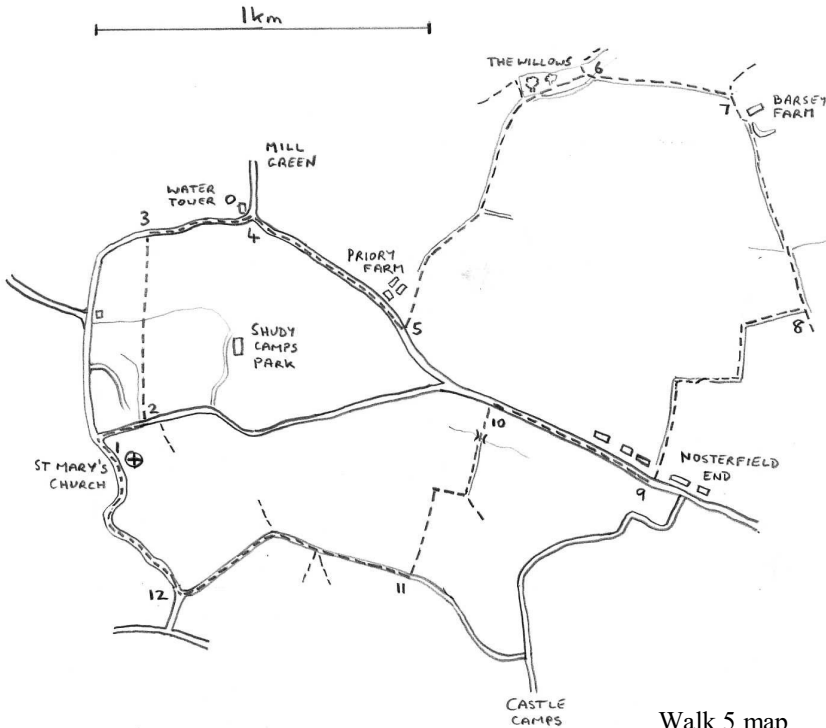 1km
THE WILLOWS
6
7
BARSEY
FARM
MILL
GREEN
WATER
TOWER
3
4
PRIORY
FARM
5
8
SHUDY
CAMPS
PARK
2
1
10
ST MARY'S
CHURCH
NOSTERFIELD
END
9
12
11
CASTLE
CAMPS
Walk 5 map